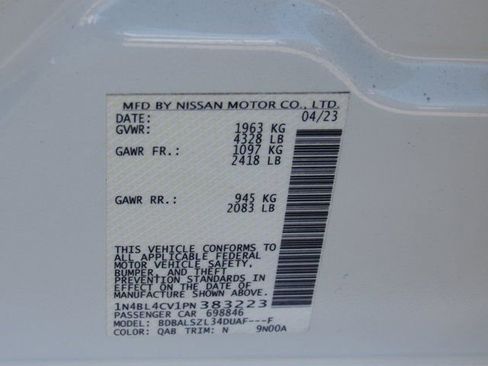 MFD BY NISSAN MOTOR CO., LTD.
DATE: 04/23
GVWR: 1963 KG
4328 LB
GAWR FR.: 1097 KG
2418 LB
GAWR RR.: 945 KG
2083 LB
THIS VEHICLE CONFORMS TO
ALL APPLICABLE FEDERAL
MOTOR VEHICLE SAFETY,
BUMPER, AND THEFT
PREVENTION STANDARDS IN
EFFECT ON THE DATE OF
MANUFACTURE SHOWN ABOVE.
1N4BL4CV1PN383223
PASSENGER CAR 698846
MODEL: BDBALSZL34DUAF---F
COLOR: QAB TRIM: N 9N00A